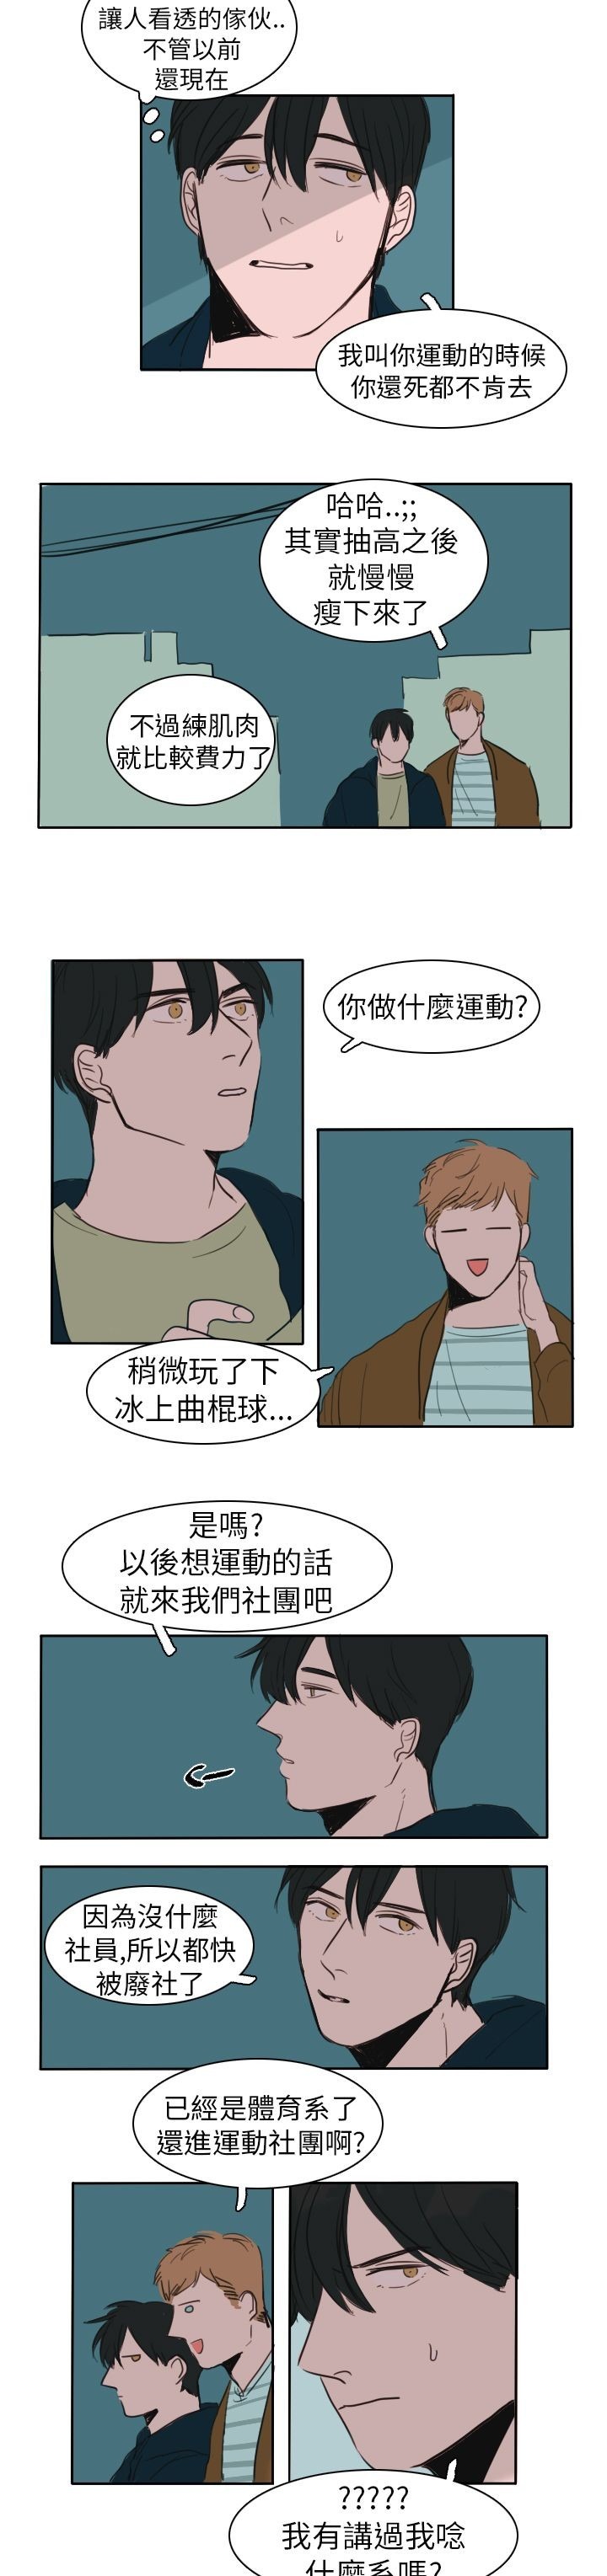 讓人看透的傢伙..
不管以前
還現在
我叫你運動的時候
你還死都不肯去
哈哈..;;
其實抽高之後
就慢慢
瘦下來了
不過練肌肉
就比較費力了
你做什麼運動?
稍微玩了下
冰上曲棍球...
是嗎?
以後想運動的話
就來我們社團吧
因為沒什麼
社員,所以都快
被廢社了
已經是體育系了
還進運動社團啊?
?????
我有講過我唸
什麼系嗎?